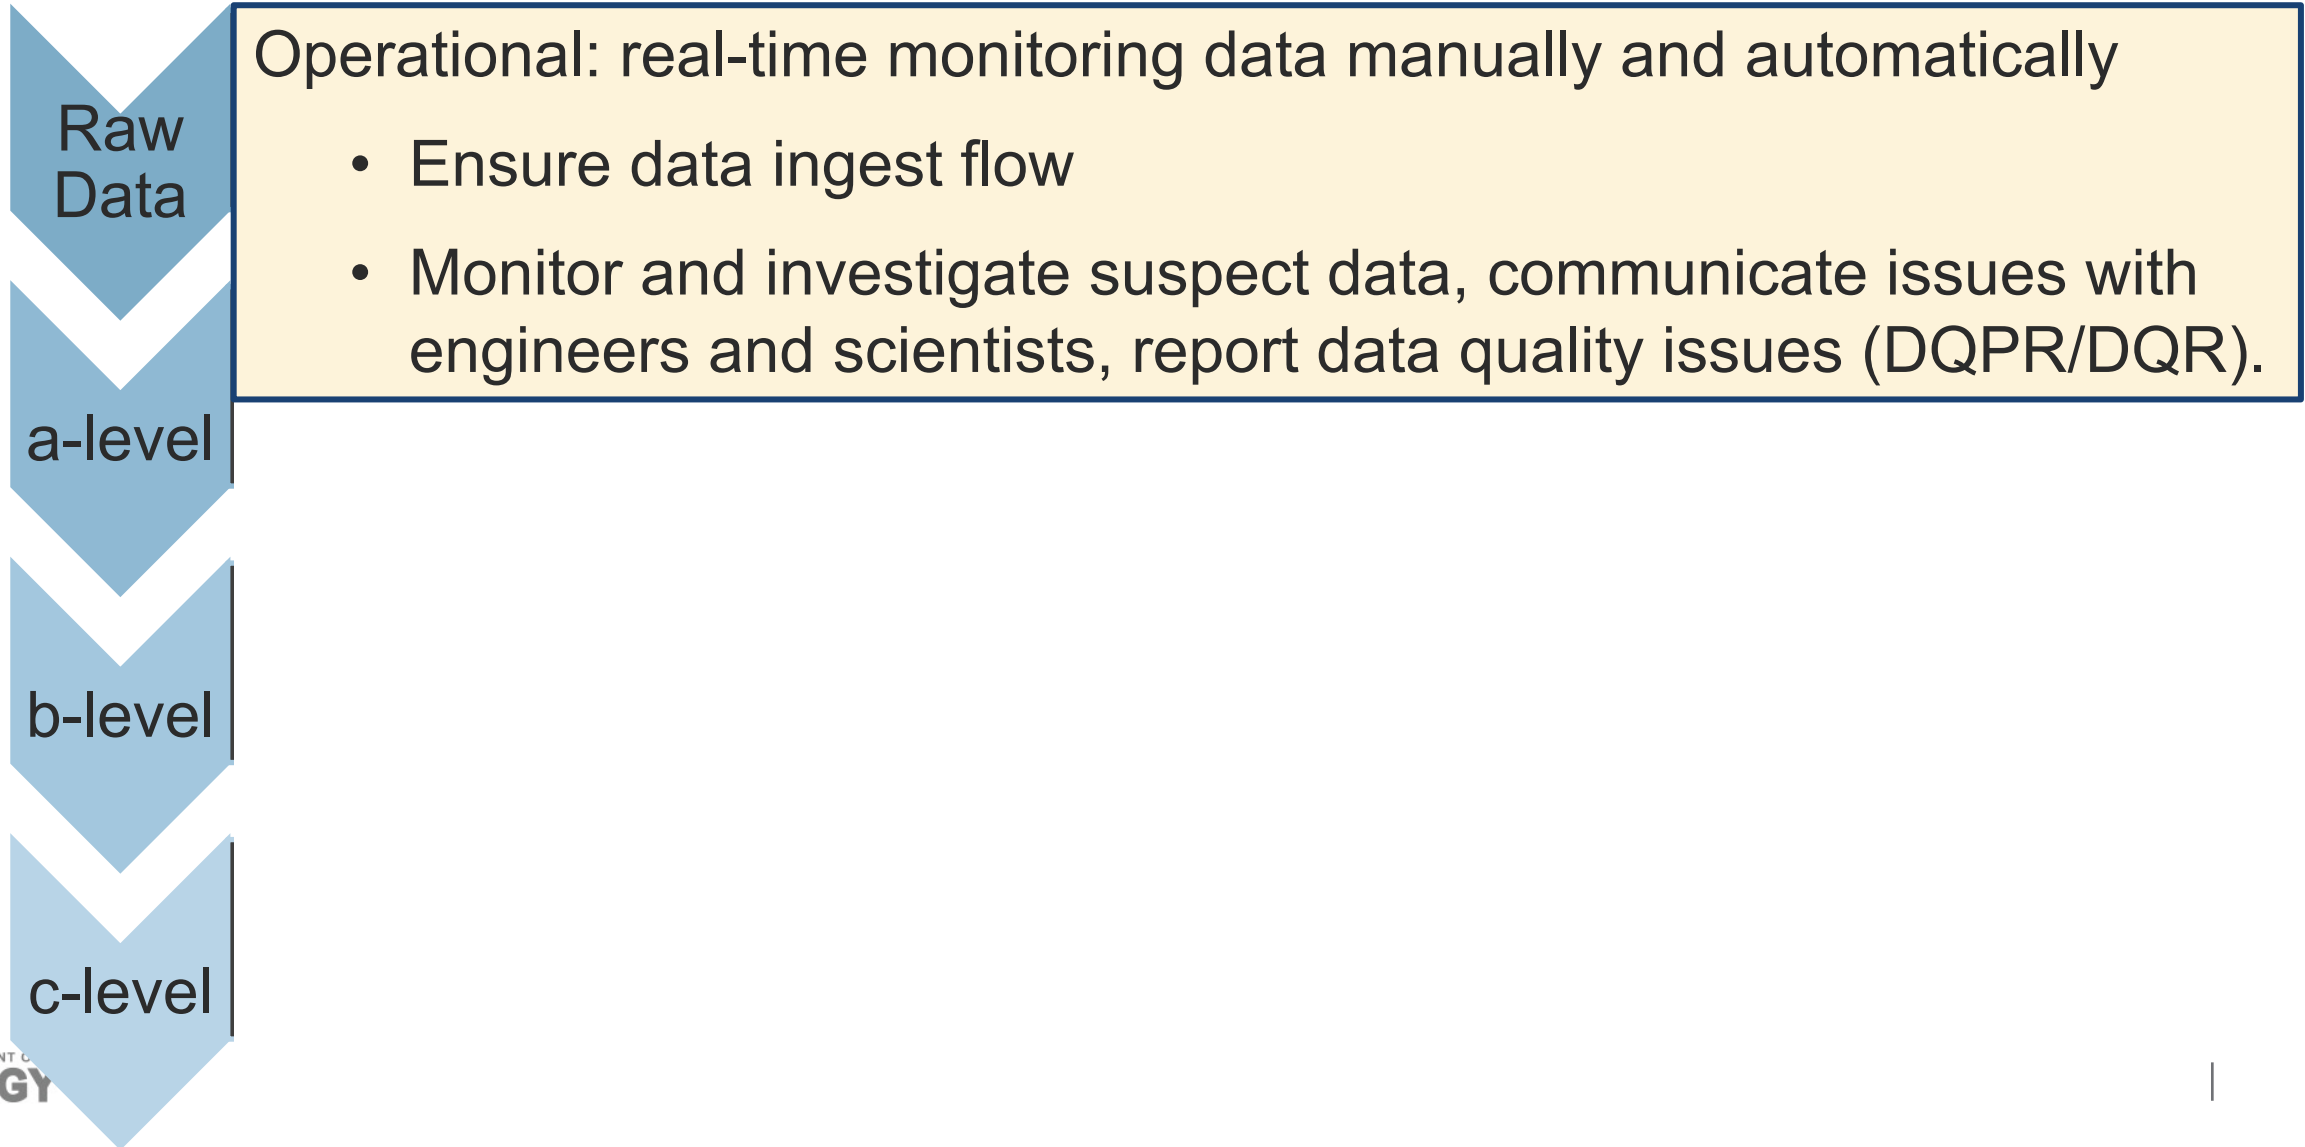 Raw
Data
Operational: real-time monitoring data manually and automatically
• Ensure data ingest flow
• Monitor and investigate suspect data, communicate issues with
engineers and scientists, report data quality issues (DQPR/DQR).
a-level
b-level
c-level